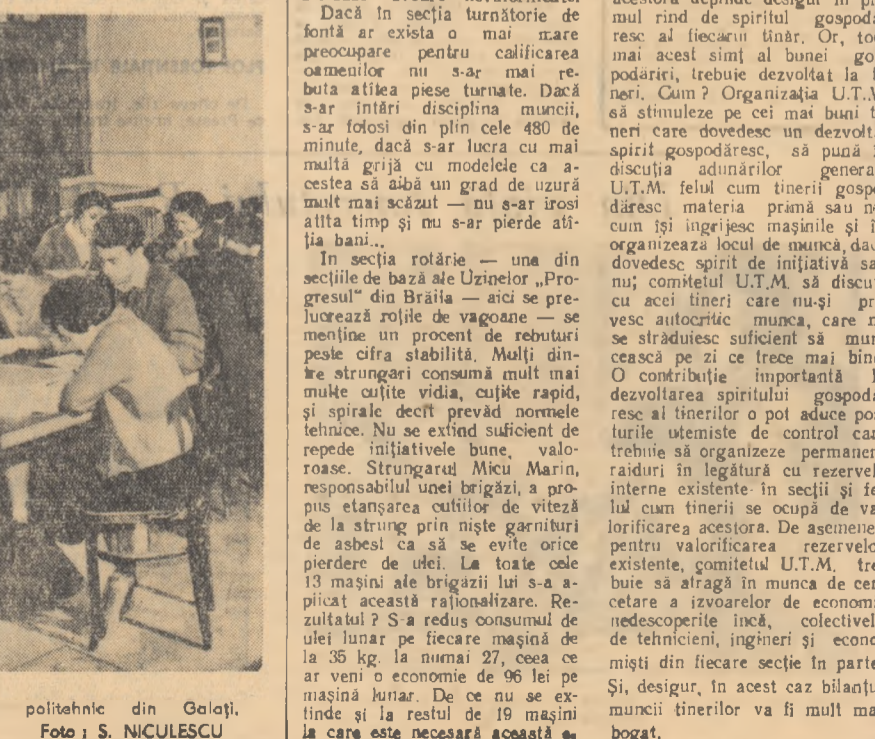 politehnic din Galați.
Foto : S. NICULESCU
Dacă în secția turnătorie de
fontă ar exista o mai mare
preocupare pentru calificarea
oamenilor nu s-ar mai re-
buta atîtea piese turnate. Dacă
s-ar întări disciplina muncii,
s-ar folosi din plin cele 480 de
minute, dacă s-ar lucra cu mai
multă grijă cu modelele ca a-
cestea să aibă un grad de uzură
mult mai scăzut — nu s-ar irosi
atîta timp și nu s-ar pierde atî-
ția bani...
In secția rotărie — una din
secțiile de bază ale Uzinelor „Pro-
gresul" din Brăila — aici se pre-
lucrează roțile de vagoane — se
menține un procent de rebuturi
peste cifra stabilită. Mulți din-
tre strungari consumă mult mai
multe cuțite vidia, cuțite rapid,
și spirale decît prevăd normele
tehnice. Nu se extind suficient de
repede inițiativele bune, valo-
roase. Strungarul Micu Marin,
responsabilul unei brigăzi, a pro-
pus etanșarea cutiilor de viteză
de la strung prin niște garnituri
de asbest ca să se evite orice
pierdere de ulei. La toate cele
13 mașini ale brigăzii lui s-a a-
plicat această raționalizare. Re-
zultatul ? S-a redus consumul de
ulei lunar pe fiecare mașină de
la 35 kg. la numai 27, ceea ce
ar veni o economie de 96 lei pe
mașină lunar. De ce nu se ex-
tinde și la restul de 19 mașini
la care este necesară această e-
mul rînd de spiritul gospodă
resc al fiecărui tînăr. Or, toc
mai acest simț al bunei go
podăriri, trebuie dezvoltat la
neri. Cum ? Organizația U.T.
să stimuleze pe cei mai buni t
neri care dovedesc un dezvolt
spirit gospodăresc, să pună
discuția adunărilor genera
U.T.M. felul cum tinerii gospo
dăresc materia primă sau n
cum își îngrijesc mașinile și î
organizează locul de muncă, dac
dovedesc spirit de inițiativă sa
nu; comitetul U.T.M. să discut
cu acei tineri care nu-și pr
vesc autocritic munca, care n
se străduiesc suficient să mun
cească pe zi ce trece mai bine
O contribuție importantă
dezvoltarea spiritului gospodă
resc al tinerilor o pot aduce po
turile utemiste de control car
trebuie să organizeze permanen
raiduri în legătură cu rezervel
interne existente în secții și fe
lul cum tinerii se ocupă de va
lorificarea acestora. De asemene
pentru valorificarea rezervelo
existente, comitetul U.T.M. tre
buie să atragă în munca de cer
cetare a izvoarelor de economi
nedescoperite încă, colectivel
de tehnicieni, ingineri și econo
miști din fiecare secție în parte
Și, desigur, în acest caz bilanțu
muncii tinerilor va fi mult ma
bogat.